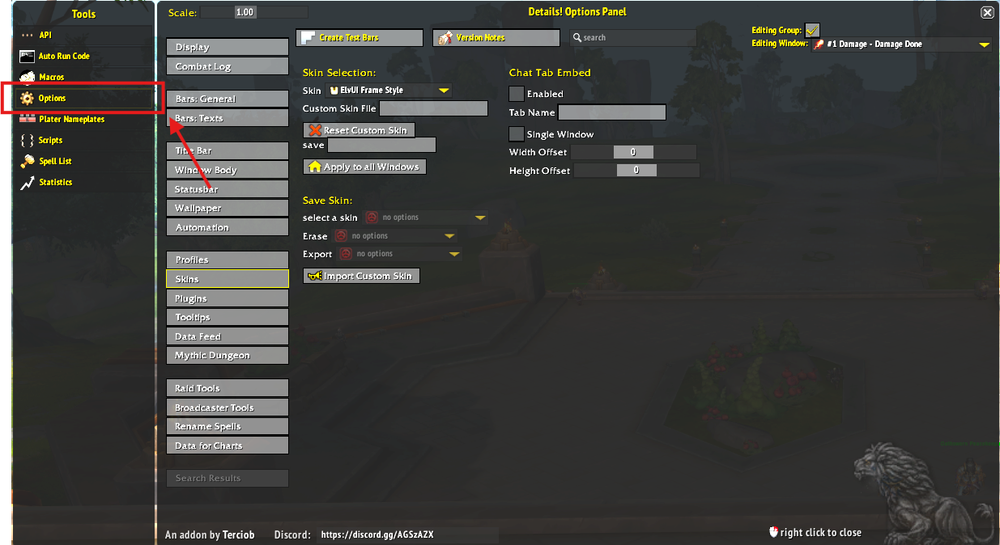 Tools
API
Auto Run Code
Macros
Options
Plater Nameplates
Scripts
Spell List
Statistics
Scale: 1.00
Details! Options Panel
Display
Combat Log
Bars: General
Bars: Texts
Title Bar
Window Body
Statusbar
Wallpaper
Automation
Profiles
Skins
Plugins
Tooltips
Data Feed
Mythic Dungeon
Raid Tools
Broadcaster Tools
Rename Spells
Data for Charts
Search Results
Create Test Bars
Version Notes
search
Editing Group:
Editing Window: #1 Damage - Damage Done
Skin Selection:
Skin ElvUI Frame Style
Custom Skin File
Reset Custom Skin
save
Apply to all Windows
Save Skin:
select a skin no options
Erase no options
Export no options
Import Custom Skin
Chat Tab Embed
Enabled
Tab Name
Single Window
Width Offset 0
Height Offset 0
An addon by Terciob
Discord: https://discord.gg/AGSzAZX
right click to close